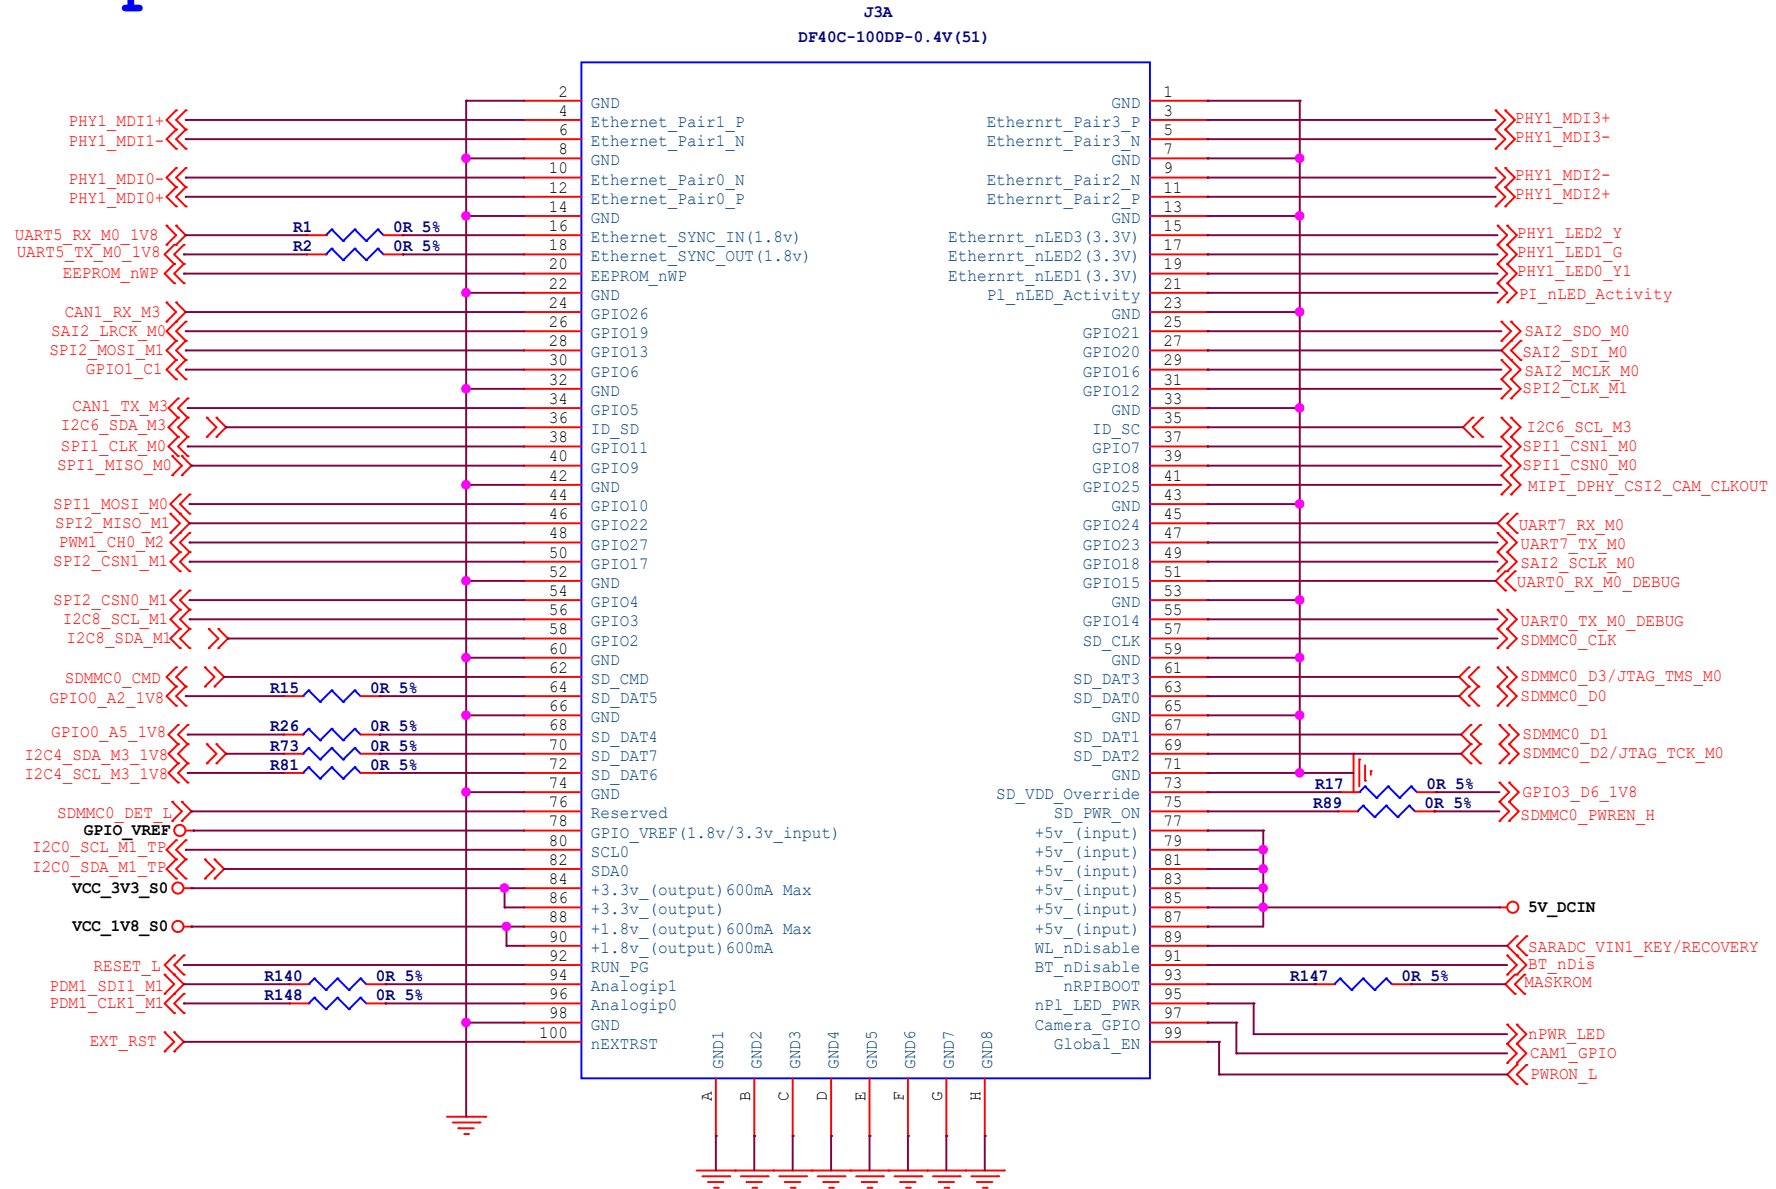 J3A
DF40C-100DP-0.4V(51)
2 GND GND 1
PHY1_MDI1+ 4 Ethernet_Pair1_P Ethernrt_Pair3_P 3 PHY1_MDI3+
PHY1_MDI1- 6 Ethernet_Pair1_N Ethernrt_Pair3_N 5 PHY1_MDI3-
8 GND GND 7
PHY1_MDI0- 10 Ethernet_Pair0_N Ethernrt_Pair2_N 9 PHY1_MDI2-
PHY1_MDI0+ 12 Ethernet_Pair0_P Ethernrt_Pair2_P 11 PHY1_MDI2+
14 GND GND 13
UART5_RX_M0_1V8 R1 0R 5% 16 Ethernet_SYNC_IN(1.8v) Ethernrt_nLED3(3.3V) 15 PHY1_LED2_Y
UART5_TX_M0_1V8 R2 0R 5% 18 Ethernet_SYNC_OUT(1.8v) Ethernrt_nLED2(3.3V) 17 PHY1_LED1_G
EEPROM_nWP 20 EEPROM_nWP Ethernrt_nLED1(3.3V) 19 PHY1_LED0_Y1
22 GND Pl_nLED_Activity 21 PI_nLED_Activity
CAN1_RX_M3 24 GPIO26 GND 23
SAI2_LRCK_M0 26 GPIO19 GPIO21 25 SAI2_SDO_M0
SPI2_MOSI_M1 28 GPIO13 GPIO20 27 SAI2_SDI_M0
GPIO1_C1 30 GPIO6 GPIO16 29 SAI2_MCLK_M0
32 GND GPIO12 31 SPI2_CLK_M1
CAN1_TX_M3 34 GPIO5 GND 33
I2C6_SDA_M3 36 ID_SD ID_SC 35 I2C6_SCL_M3
SPI1_CLK_M0 38 GPIO11 GPIO7 37 SPI1_CSN1_M0
SPI1_MISO_M0 40 GPIO9 GPIO8 39 SPI1_CSN0_M0
42 GND GPIO25 41 MIPI_DPHY_CSI2_CAM_CLKOUT
SPI1_MOSI_M0 44 GPIO10 GND 43
SPI2_MISO_M1 46 GPIO22 GPIO24 45 UART7_RX_M0
PWM1_CH0_M2 48 GPIO27 GPIO23 47 UART7_TX_M0
SPI2_CSN1_M1 50 GPIO17 GPIO18 49 SAI2_SCLK_M0
52 GND GPIO15 51 UART0_RX_M0_DEBUG
SPI2_CSN0_M1 54 GPIO4 GND 53
I2C8_SCL_M1 56 GPIO3 GPIO14 55 UART0_TX_M0_DEBUG
I2C8_SDA_M1 58 GPIO2 SD_CLK 57 SDMMC0_CLK
60 GND GND 59
SDMMC0_CMD 62 SD_CMD SD_DAT3 61 SDMMC0_D3/JTAG_TMS_M0
GPIO0_A2_1V8 R15 0R 5% 64 SD_DAT5 SD_DAT0 63 SDMMC0_D0
66 GND GND 65
GPIO0_A5_1V8 R26 0R 5% 68 SD_DAT4 SD_DAT1 67 SDMMC0_D1
I2C4_SDA_M3_1V8 R73 0R 5% 70 SD_DAT7 SD_DAT2 69 SDMMC0_D2/JTAG_TCK_M0
I2C4_SCL_M3_1V8 R81 0R 5% 72 SD_DAT6 GND 71
74 GND SD_VDD_Override 73 R17 0R 5% GPIO3_D6_1V8
SDMMC0_DET_L 76 Reserved SD_PWR_ON 75 R89 0R 5% SDMMC0_PWREN_H
GPIO_VREF 78 GPIO_VREF(1.8v/3.3v_input) +5v_(input) 77
I2C0_SCL_M1_TP 80 SCL0 +5v_(input) 79
I2C0_SDA_M1_TP 82 SDA0 +5v_(input) 81
VCC_3V3_S0 84 +3.3v_(output)600mA Max +5v_(input) 83
86 +3.3v_(output) +5v_(input) 85 5V_DCIN
VCC_1V8_S0 88 +1.8v_(output)600mA Max +5v_(input) 87
90 +1.8v_(output)600mA WL_nDisable 89 SARADC_VIN1_KEY/RECOVERY
RESET_L 92 RUN_PG BT_nDisable 91 BT_nDis
PDM1_SDI1_M1 R140 0R 5% 94 Analogip1 nRPIBOOT 93 R147 0R 5% MASKROM
PDM1_CLK1_M1 R148 0R 5% 96 Analogip0 nPl_LED_PWR 95 nPWR_LED
98 GND Camera_GPIO 97 CAM1_GPIO
EXT_RST 100 nEXTRST Global_EN 99 PWRON_L
GND1 GND2 GND3 GND4 GND5 GND6 GND7 GND8
A B C D E F G H